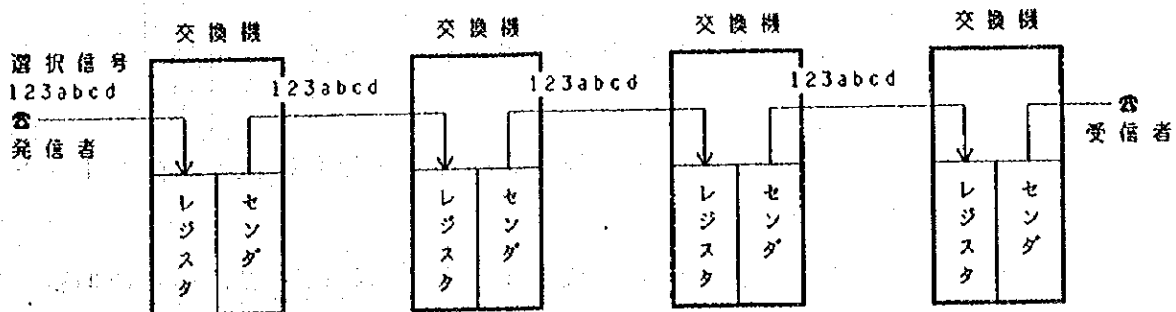 交換機
交換機
交換機
交換機
選択信号
123abcd
123abcd
123abcd
123abcd
☎
発信者
☎
受信者
レジスタ
センダ
レジスタ
センダ
レジスタ
センダ
レジスタ
センダ